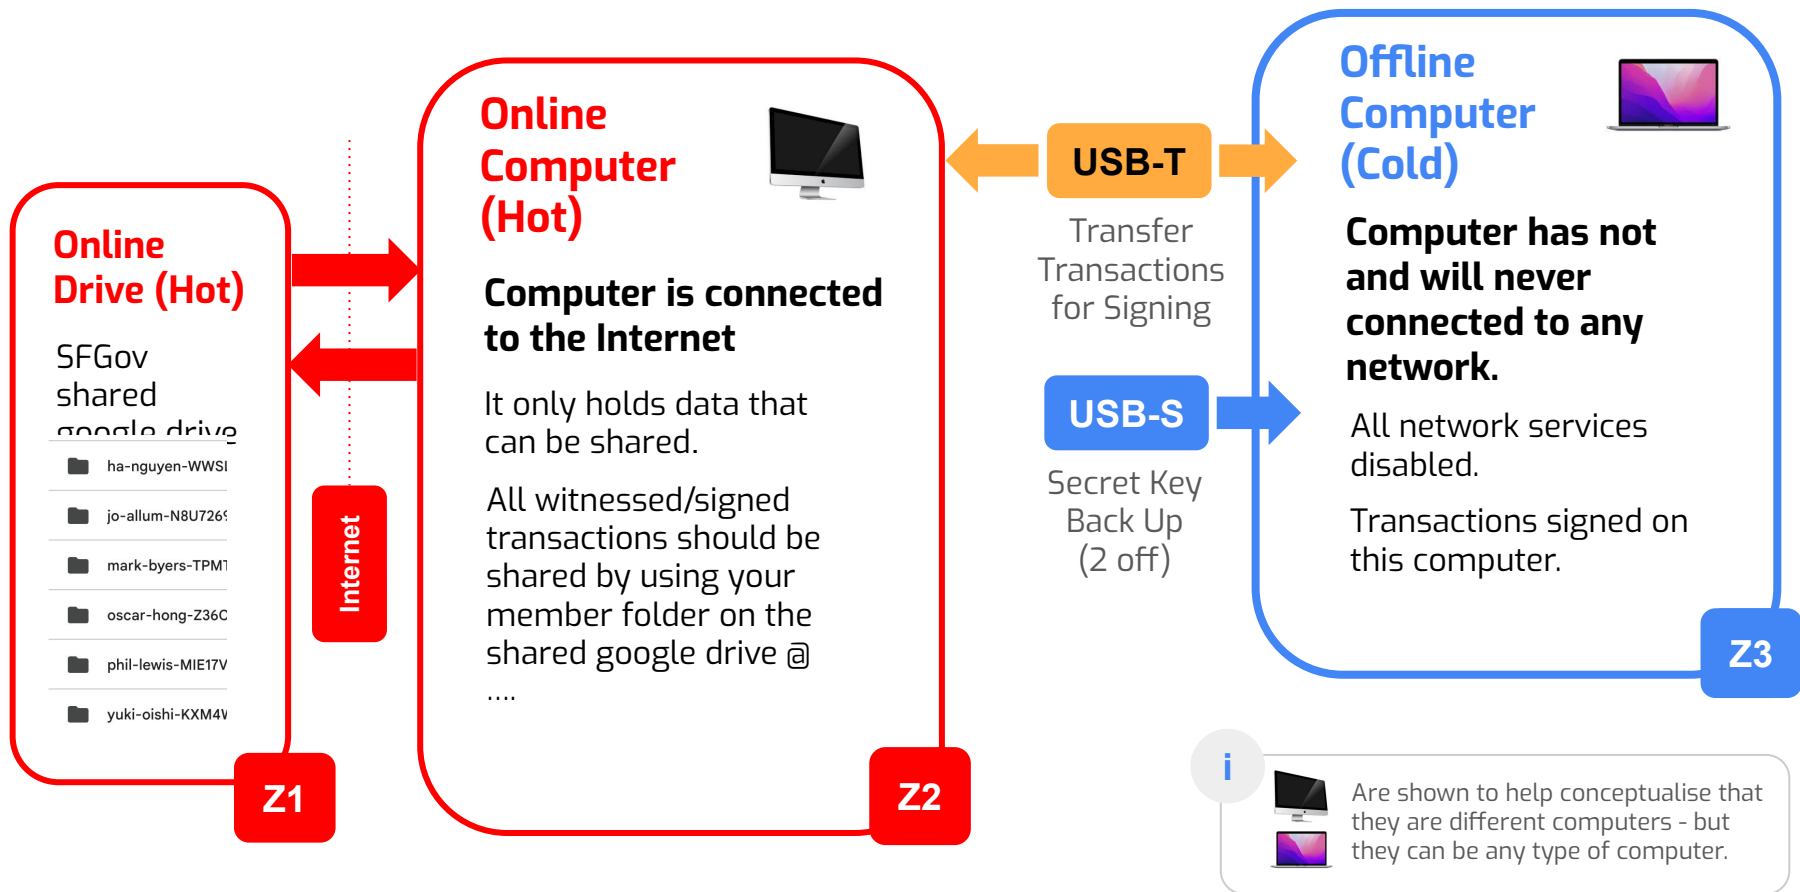 Online
Drive (Hot)
SFGov
shared
google drive
ha-nguyen-WWSL
jo-allum-N8U726
mark-byers-TPM
oscar-hong-Z36
phil-lewis-MIE17V
yuki-oishi-KXM4
Z1
Internet
Online
Computer
(Hot)
Computer is connected
to the Internet
It only holds data that
can be shared.
All witnessed/signed
transactions should be
shared by using your
member folder on the
shared google drive @
....
Z2
USB-T
Transfer
Transactions
for Signing
USB-S
Secret Key
Back Up
(2 off)
Offline
Computer
(Cold)
Computer has not
and will never
connected to any
network.
All network services
disabled.
Transactions signed on
this computer.
Z3
i
Are shown to help conceptualise that
they are different computers - but
they can be any type of computer.